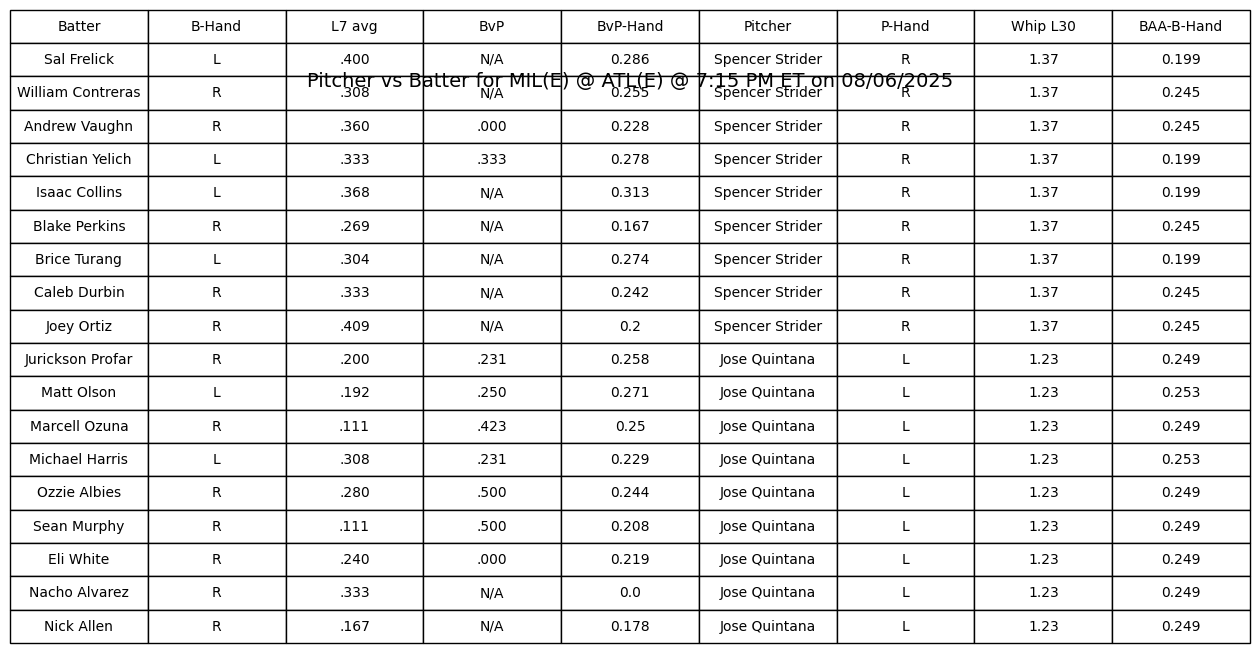 Batter B-Hand L7 avg BvP BvP-Hand Pitcher P-Hand Whip L30 BAA-B-Hand
Sal Frelick L .400 N/A 0.286 Spencer Strider R 1.37 0.199
Pitcher vs Batter for MIL(E) @ ATL(E) @ 7:15 PM ET on 08/06/2025
William Contreras R .308 N/A 0.255 Spencer Strider R 1.37 0.245
Andrew Vaughn R .360 .000 0.228 Spencer Strider R 1.37 0.245
Christian Yelich L .333 .333 0.278 Spencer Strider R 1.37 0.199
Isaac Collins L .368 N/A 0.313 Spencer Strider R 1.37 0.199
Blake Perkins R .269 N/A 0.167 Spencer Strider R 1.37 0.245
Brice Turang L .304 N/A 0.274 Spencer Strider R 1.37 0.199
Caleb Durbin R .333 N/A 0.242 Spencer Strider R 1.37 0.245
Joey Ortiz R .409 N/A 0.2 Spencer Strider R 1.37 0.245
Jurickson Profar R .200 .231 0.258 Jose Quintana L 1.23 0.249
Matt Olson L .192 .250 0.271 Jose Quintana L 1.23 0.253
Marcell Ozuna R .111 .423 0.25 Jose Quintana L 1.23 0.249
Michael Harris L .308 .231 0.229 Jose Quintana L 1.23 0.253
Ozzie Albies R .280 .500 0.244 Jose Quintana L 1.23 0.249
Sean Murphy R .111 .500 0.208 Jose Quintana L 1.23 0.249
Eli White R .240 .000 0.219 Jose Quintana L 1.23 0.249
Nacho Alvarez R .333 N/A 0.0 Jose Quintana L 1.23 0.249
Nick Allen R .167 N/A 0.178 Jose Quintana L 1.23 0.249